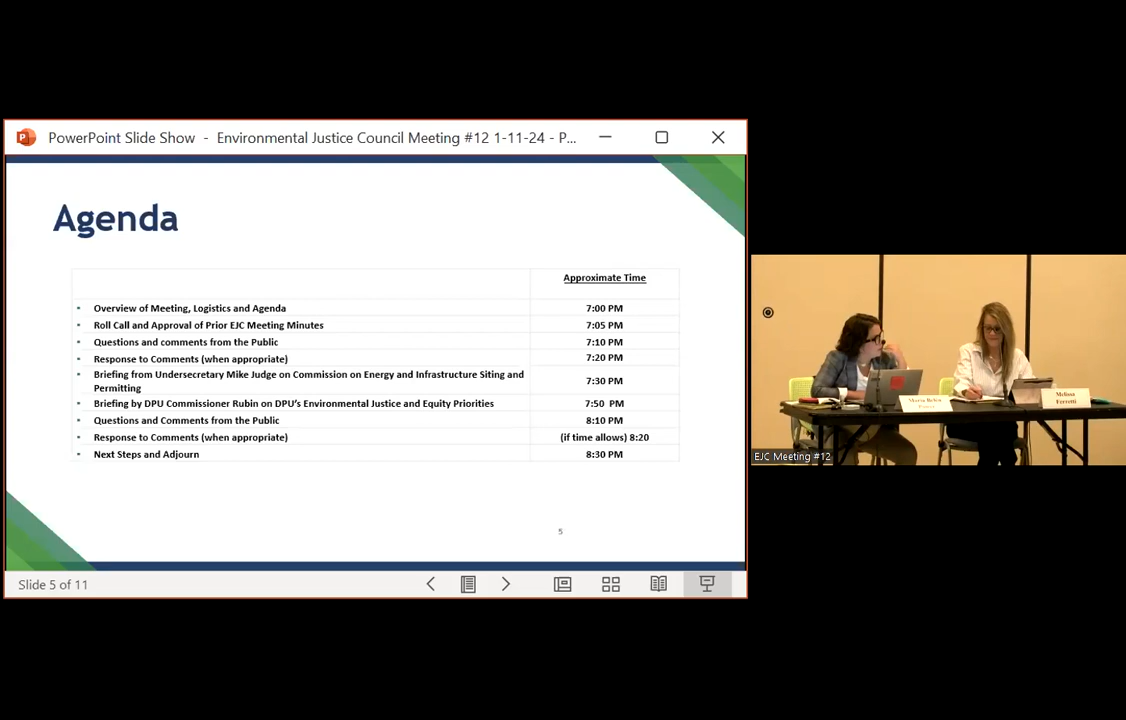 PowerPoint Slide Show - Environmental Justice Council Meeting #12 1-11-24 - P...
Agenda
Approximate Time
• Overview of Meeting, Logistics and Agenda 7:00 PM
• Roll Call and Approval of Prior EJC Meeting Minutes 7:05 PM
• Questions and comments from the Public 7:10 PM
• Response to Comments (when appropriate) 7:20 PM
• Briefing from Undersecretary Mike Judge on Commission on Energy and Infrastructure Siting and
Permitting 7:30 PM
• Briefing by DPU Commissioner Rubin on DPU's Environmental Justice and Equity Priorities 7:50 PM
• Questions and Comments from the Public 8:10 PM
• Response to Comments (when appropriate) (if time allows) 8:20
• Next Steps and Adjourn 8:30 PM
5
Slide 5 of 11
Melissa
Ferretti
EJC Meeting #12